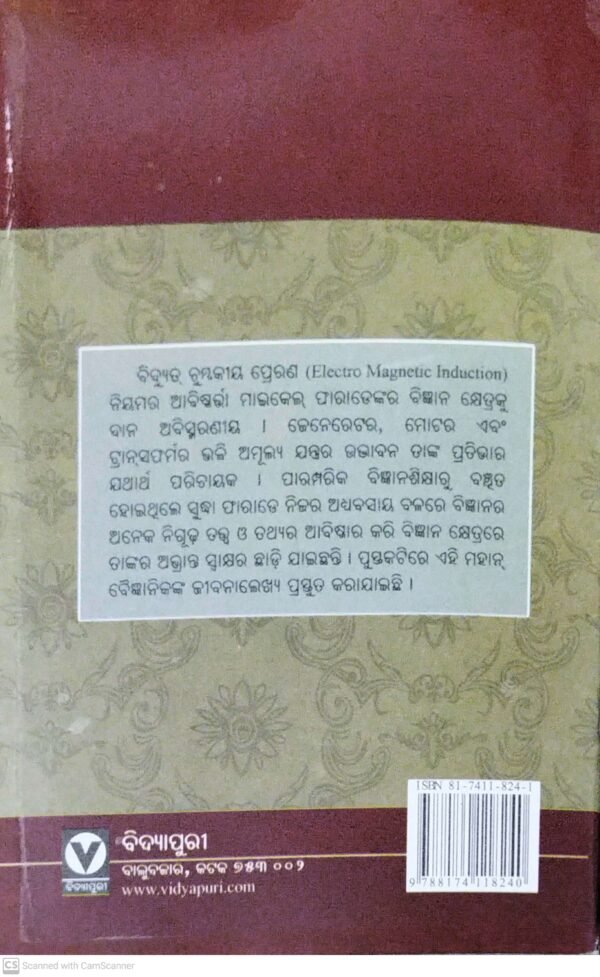 ବିଦ୍ୟୁତ୍ ଚୁମ୍ବକୀୟ ପ୍ରେରଣ (Electro Magnetic Induction)
ନିୟମର ଆବିଷ୍କର୍ତ୍ତା ମାଇକେଲ୍ ଫାରାଡେଙ୍କର ବିଜ୍ଞାନ କ୍ଷେତ୍ରକୁ
ଦାନ ଅବିସ୍ମରଣୀୟ । ଜେନେରେଟର, ମୋଟର ଏବଂ
ଟ୍ରାନ୍‌ସଫର୍ମର ଭଳି ଅମୂଲ୍ୟ ଯନ୍ତ୍ରର ଉଦ୍ଭାବନ ତାଙ୍କ ପ୍ରତିଭାର
ଯଥାର୍ଥ ପରିଚାୟକ । ପାରମ୍ପରିକ ବିଜ୍ଞାନଶିକ୍ଷାରୁ ବଞ୍ଚିତ
ହୋଇଥିଲେ ସୁଦ୍ଧା ଫାରାଡେ ନିଜର ଅଧ୍ୟବସାୟ ବଳରେ ବିଜ୍ଞାନର
ଅନେକ ନିଗୂଢ଼ ତତ୍ତ୍ୱ ଓ ତଥ୍ୟର ଆବିଷ୍କାର କରି ବିଜ୍ଞାନ କ୍ଷେତ୍ରରେ
ତାଙ୍କର ଅଭ୍ରାନ୍ତ ସ୍ୱାକ୍ଷର ଛାଡ଼ି ଯାଇଛନ୍ତି । ପୁସ୍ତକଟିରେ ଏହି ମହାନ୍
ବୈଜ୍ଞାନିକଙ୍କ ଜୀବନାଲେଖ୍ୟ ପ୍ରସ୍ତୁତ କରାଯାଇଛି ।
ISBN 81-7411-824-1
9 788174 118240
ବିଦ୍ୟାପୁରୀ
ବିଦ୍ୟାପୁରୀ
ବାଲୁବଜାର, କଟକ ୭୫୩ ୦୦୨
www.vidyapuri.com
CS Scanned with CamScanner